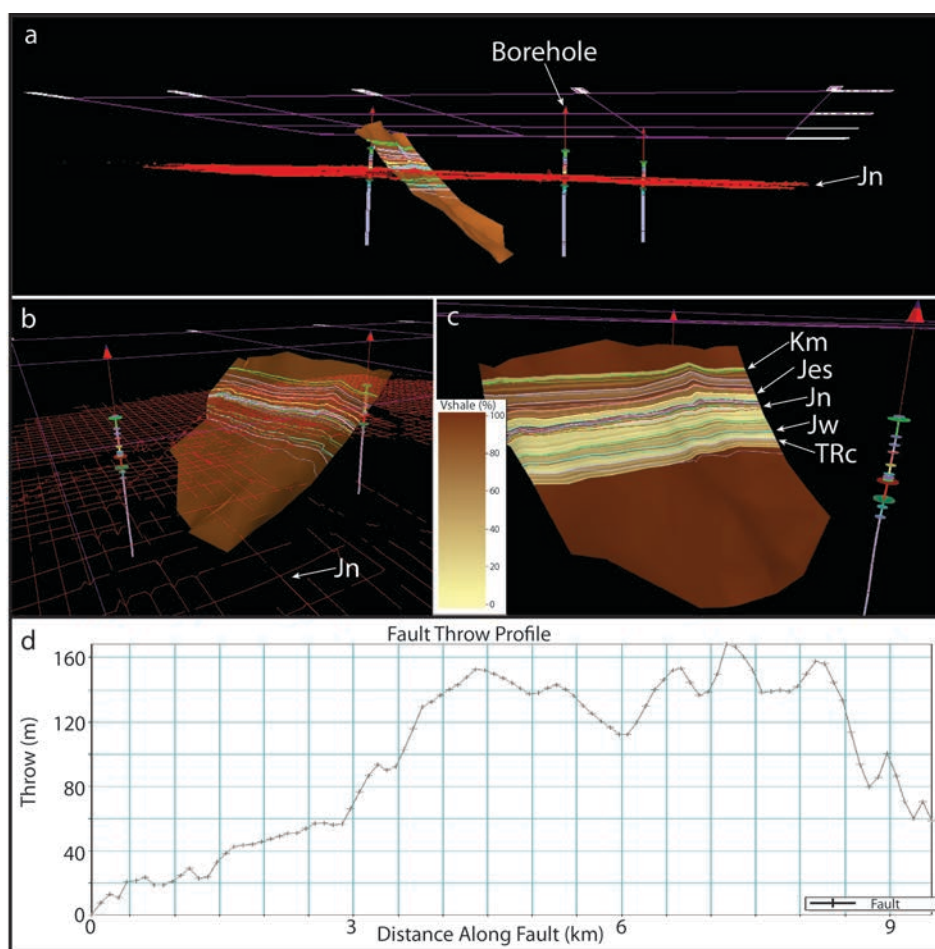 a
Borehole
Jn
b
Jn
c
Vshale (%)
100
80
60
40
20
0
Km
Jes
Jn
Jw
TRc
d
Fault Throw Profile
Throw (m)
160
120
80
40
0
0
3
6
9
Distance Along Fault (km)
Fault